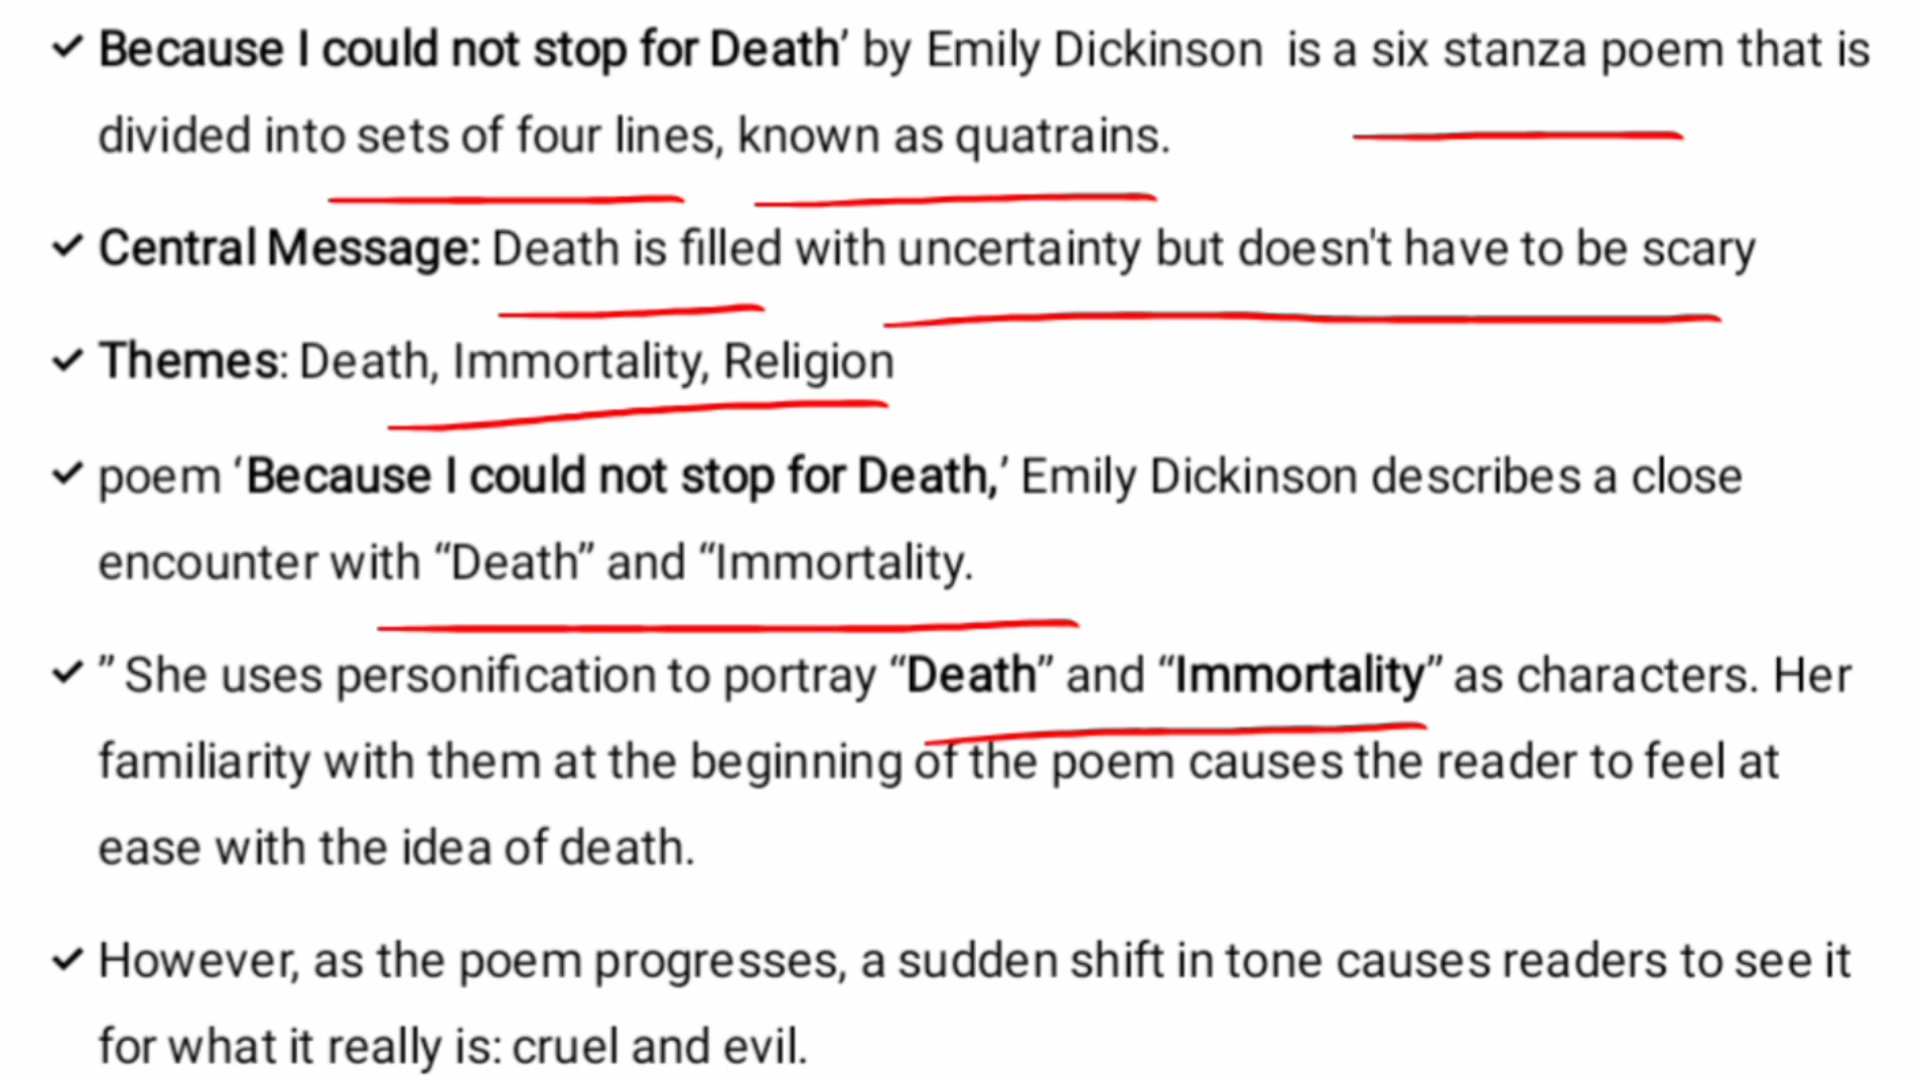 ✓ Because I could not stop for Death’ by Emily Dickinson is a six stanza poem that is
divided into sets of four lines, known as quatrains.
✓ Central Message: Death is filled with uncertainty but doesn't have to be scary
✓ Themes: Death, Immortality, Religion
✓ poem ‘Because I could not stop for Death,’ Emily Dickinson describes a close
encounter with “Death” and “Immortality.
✓ ” She uses personification to portray “Death” and “Immortality” as characters. Her
familiarity with them at the beginning of the poem causes the reader to feel at
ease with the idea of death.
✓ However, as the poem progresses, a sudden shift in tone causes readers to see it
for what it really is: cruel and evil.